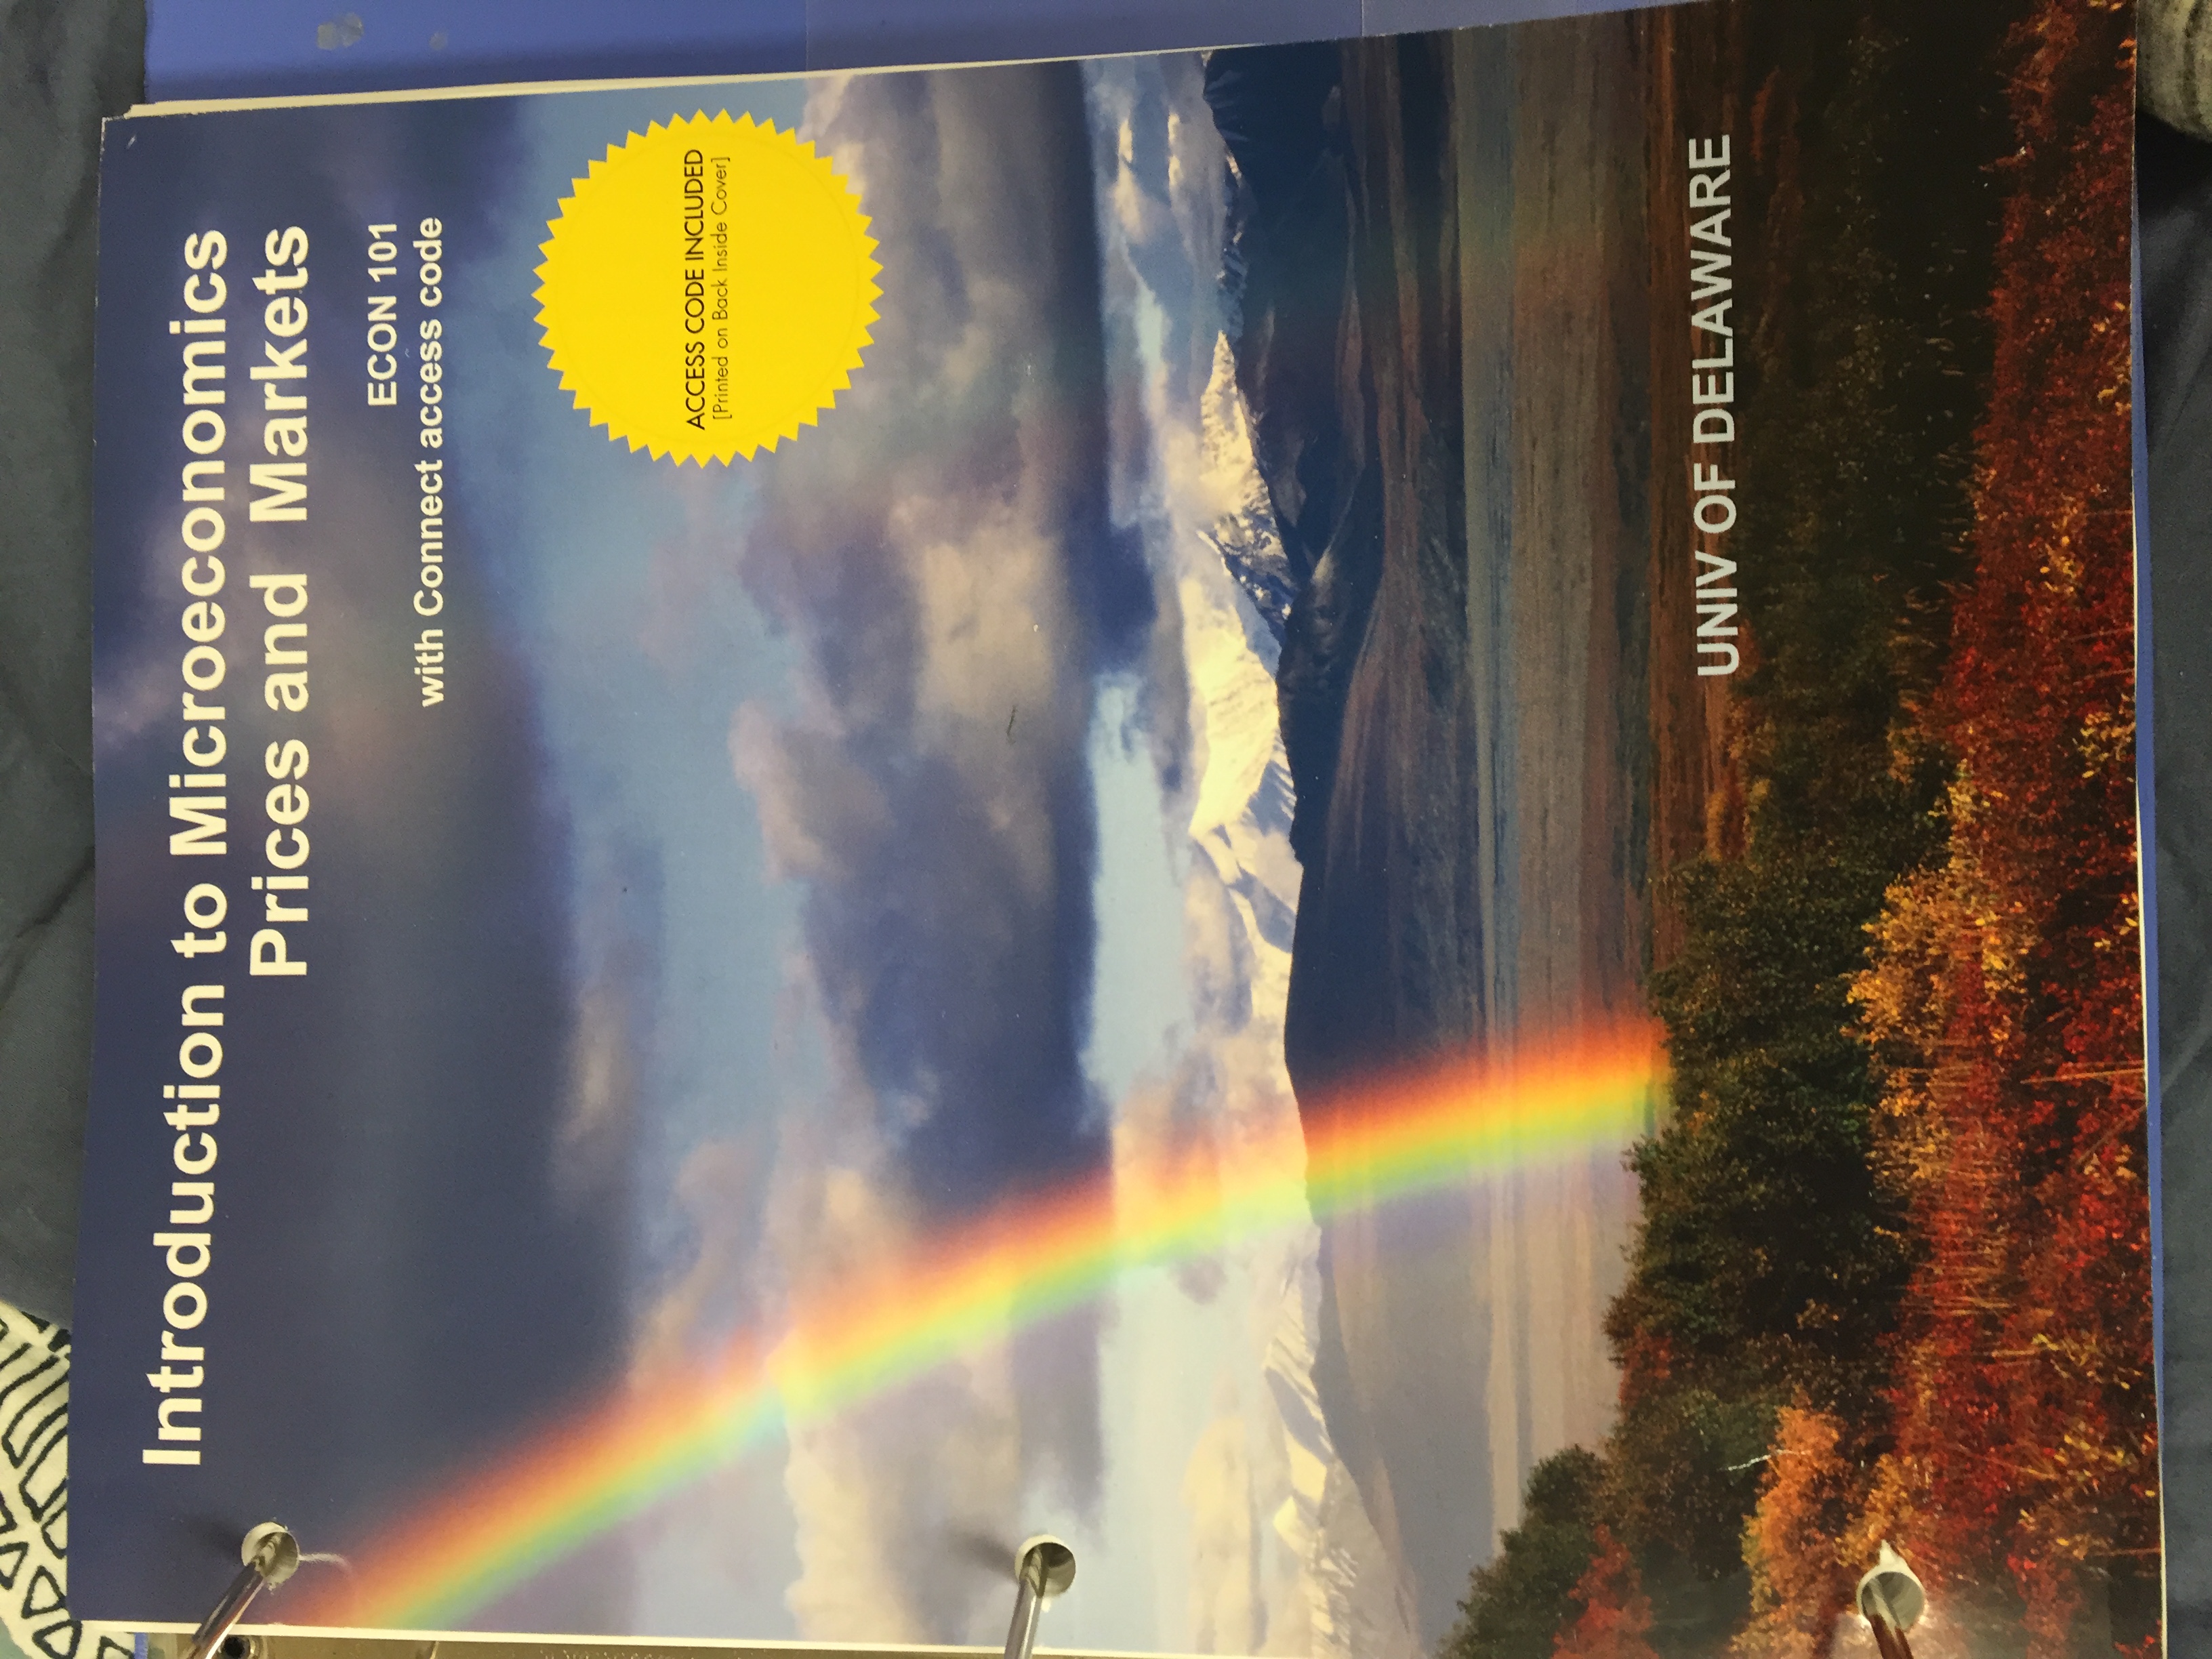 Introduction to Microeconomics
Prices and Markets
ECON 101
with Connect access code
ACCESS CODE INCLUDED
[Printed on Back Inside Cover]
UNIV OF DELAWARE